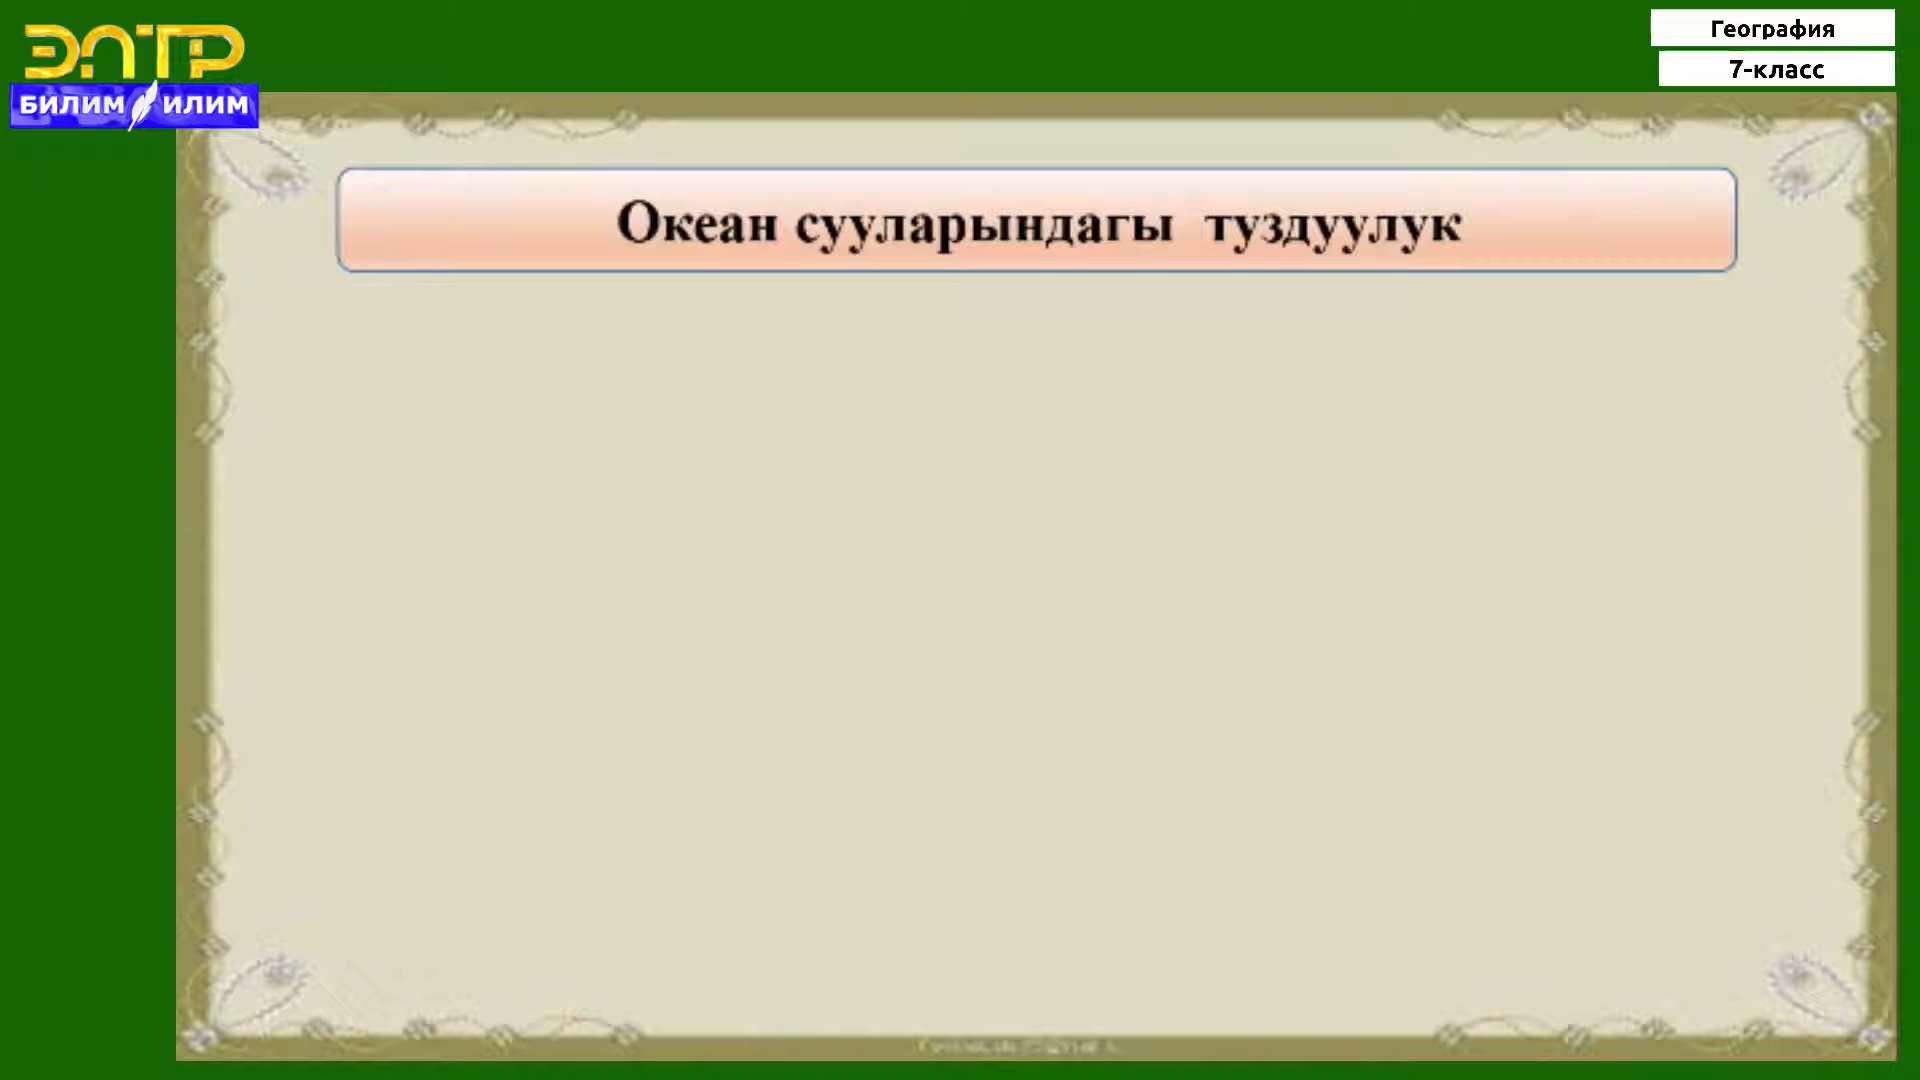 ЭЛТР
БИЛИМ ИЛИМ
География
7-класс
Океан сууларындагы туздуулук